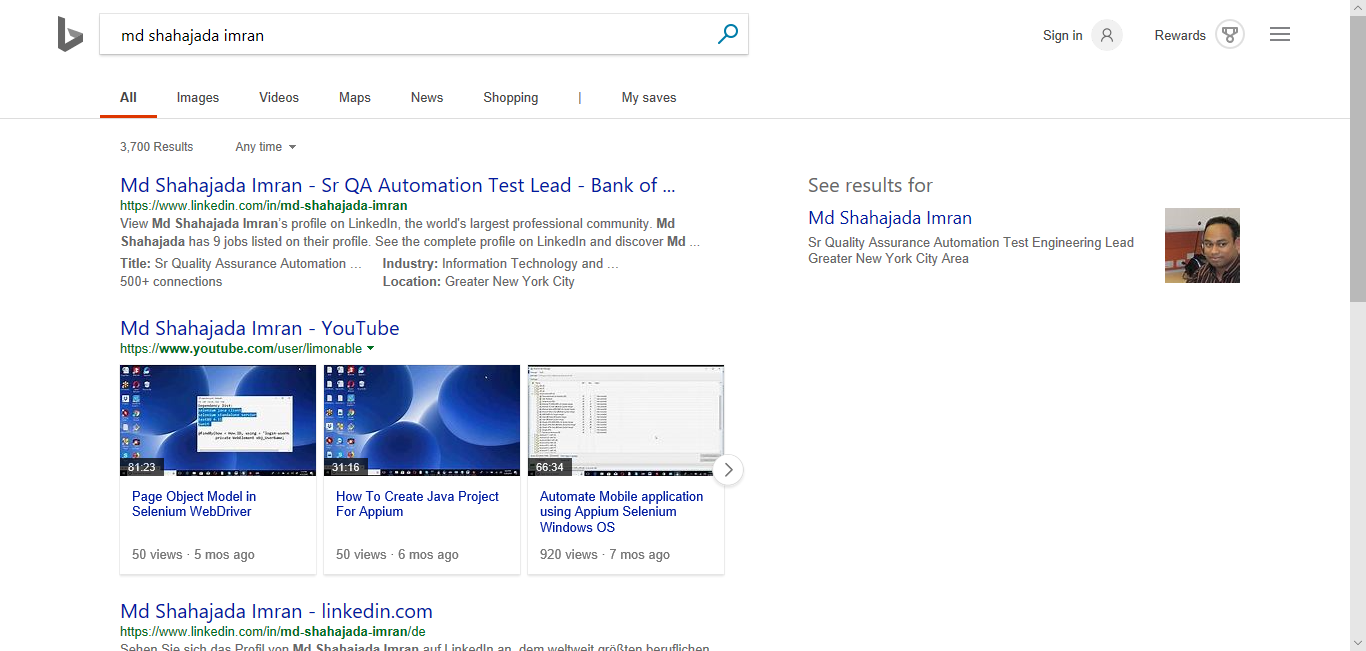 md shahajada imran
Sign in
Rewards
All
Images
Videos
Maps
News
Shopping
|
My saves
3,700 Results
Any time
Md Shahajada Imran - Sr QA Automation Test Lead - Bank of ...
https://www.linkedin.com/in/md-shahajada-imran
View Md Shahajada Imran's profile on LinkedIn, the world's largest professional community. Md
Shahajada has 9 jobs listed on their profile. See the complete profile on LinkedIn and discover Md ...
Title: Sr Quality Assurance Automation ...
Industry: Information Technology and ...
500+ connections
Location: Greater New York City
See results for
Md Shahajada Imran
Sr Quality Assurance Automation Test Engineering Lead
Greater New York City Area
Md Shahajada Imran - YouTube
https://www.youtube.com/user/limonable
81:23
31:16
66:34
Page Object Model in
Selenium WebDriver
50 views · 5 mos ago
How To Create Java Project
For Appium
50 views · 6 mos ago
Automate Mobile application
using Appium Selenium
Windows OS
920 views · 7 mos ago
Md Shahajada Imran - linkedin.com
https://www.linkedin.com/in/md-shahajada-imran/de
Sehen Sie sich das Profil von Md Shahajada Imran auf LinkedIn an, dem weltweit größten beruflichen